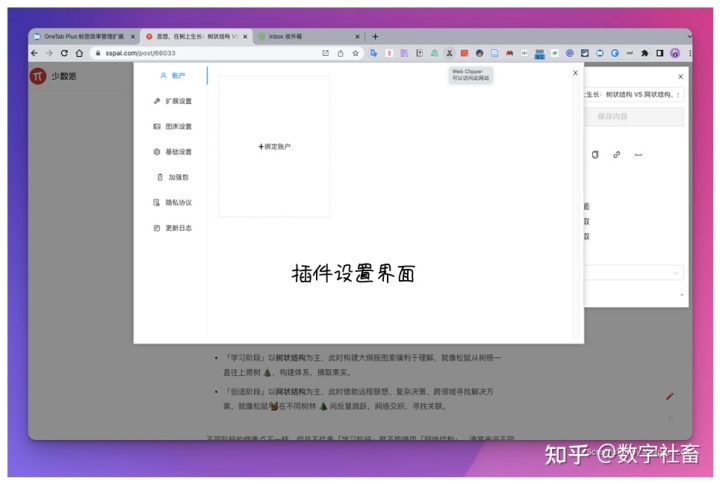 OneTab Plus:标签效率管理扩展
思想，在树上生长：树状结构 VS
Inbox 收件箱
sspai.com/post/66033
少数派
Web Clipper
可以访问此网站
账户
扩展设置
图床设置
基础设置
加强包
隐私协议
更新日志
绑定账户
上生长：树状结构 VS 网状结构,
保存内容
面
取
取
插件设置界面
「学习阶段」以树状结构为主，此时构建大纲按图索骥利于理解，就像松鼠从树根一
直往上爬树，构建体系，摘取果实。
「创造阶段」以网状结构为主，此时借助远程联想、复杂决策、跨领域寻找解决方
案，就像松鼠在不同树林间反复跳跃，网络交织，寻找关联。
知乎 @数字社畜